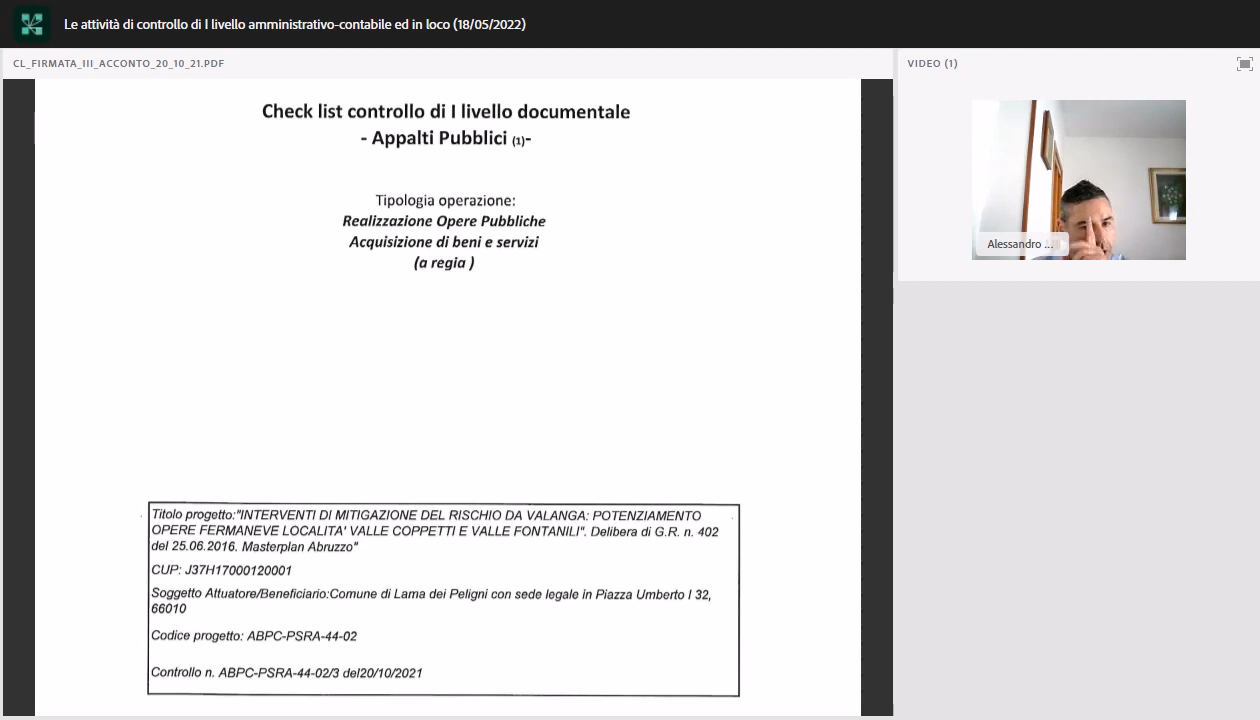 Le attività di controllo di I livello amministrativo-contabile ed in loco (18/05/2022)
CL_FIRMATA_III_ACCONTO_20_10_21.PDF
VIDEO (1)
Check list controllo di I livello documentale
- Appalti Pubblici (1)-
Tipologia operazione:
Realizzazione Opere Pubbliche
Acquisizione di beni e servizi
(a regia )
Alessandro ...
Titolo progetto:"INTERVENTI DI MITIGAZIONE DEL RISCHIO DA VALANGA: POTENZIAMENTO
OPERE FERMANEVE LOCALITA' VALLE COPPETTI E VALLE FONTANILI". Delibera di G.R. n. 402
del 25.06.2016. Masterplan Abruzzo"
CUP: J37H17000120001
Soggetto Attuatore/Beneficiario:Comune di Lama dei Peligni con sede legale in Piazza Umberto I 32,
66010
Codice progetto: ABPC-PSRA-44-02
Controllo n. ABPC-PSRA-44-02/3 del20/10/2021